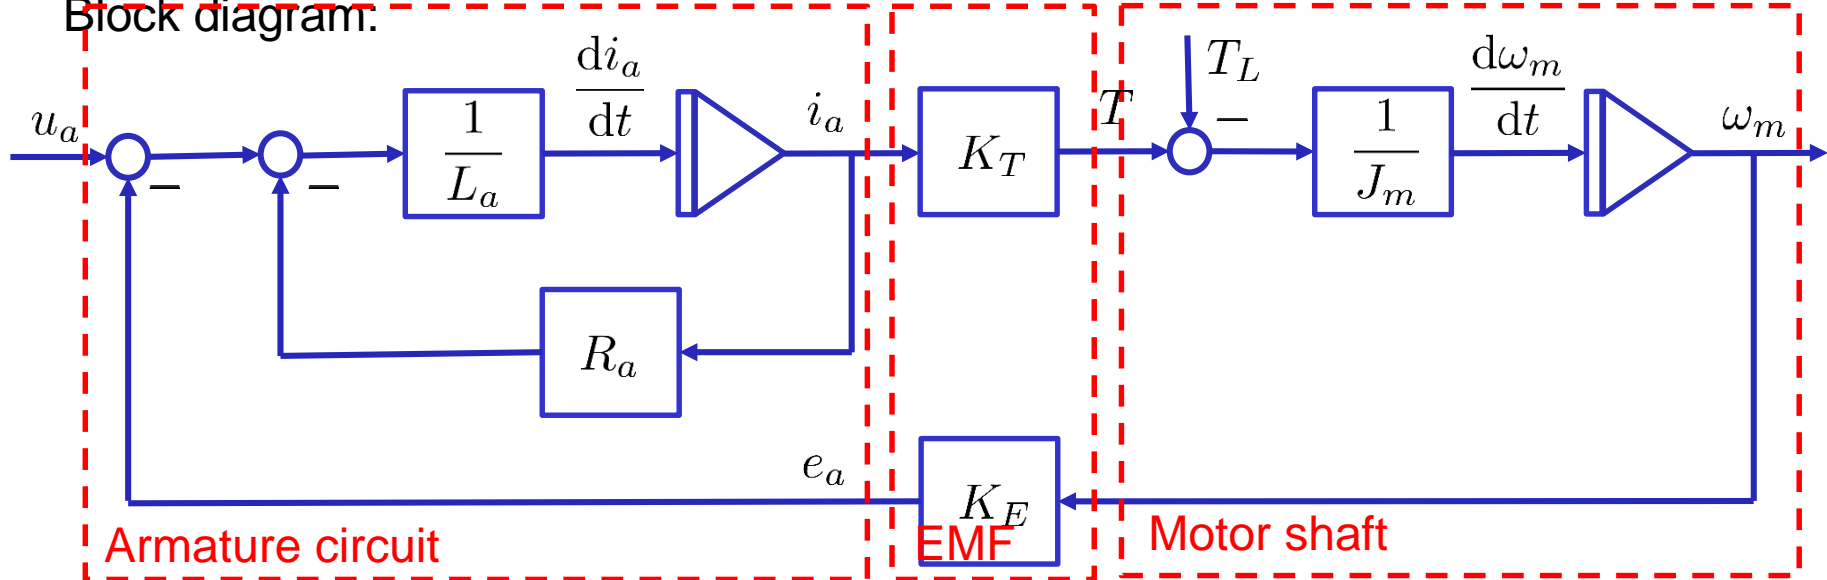 Block diagram:
u_a
−
−
1/L_a
di_a/dt
i_a
R_a
K_T
T
T_L
−
1/J_m
dω_m/dt
ω_m
e_a
K_E
Armature circuit
EMF
Motor shaft